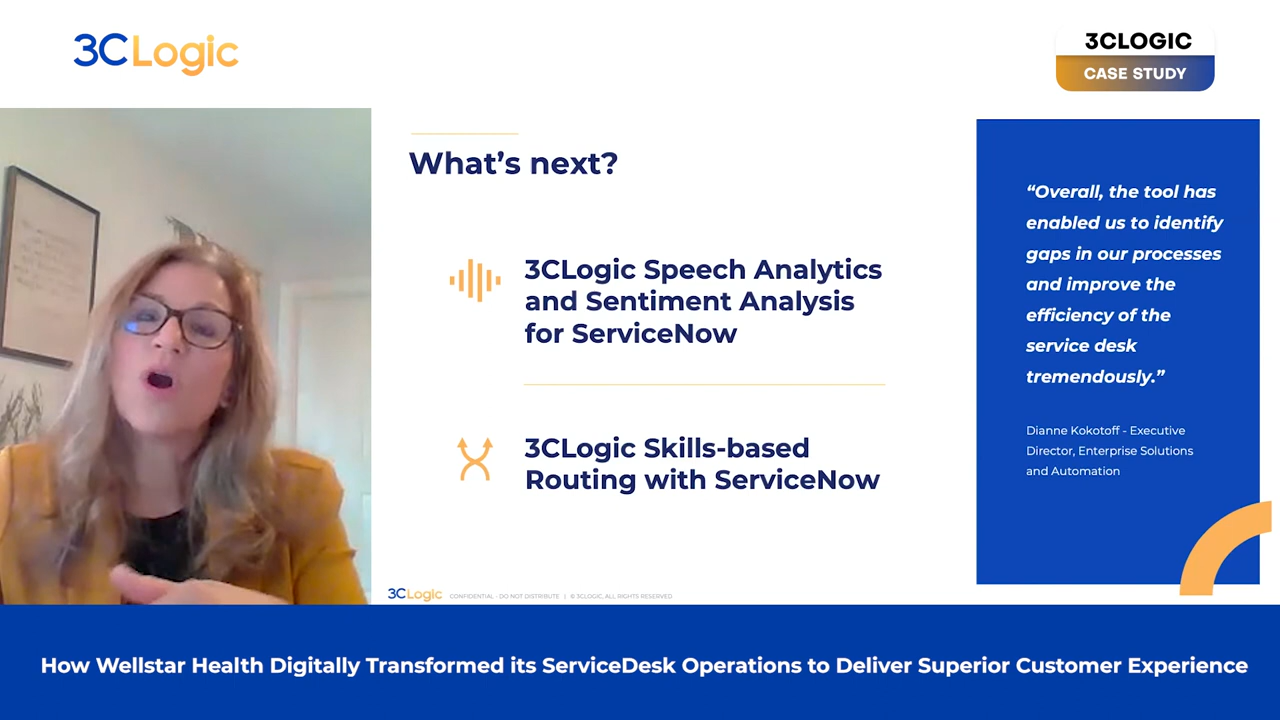 3CLogic
3CLOGIC
CASE STUDY
What's next?
3CLogic Speech Analytics
and Sentiment Analysis
for ServiceNow
3CLogic Skills-based
Routing with ServiceNow
“Overall, the tool has
enabled us to identify
gaps in our processes
and improve the
efficiency of the
service desk
tremendously.”
Dianne Kokotoff - Executive
Director, Enterprise Solutions
and Automation
3CLogic CONFIDENTIAL - DO NOT DISTRIBUTE | © 3CLOGIC, ALL RIGHTS RESERVED
How Wellstar Health Digitally Transformed its ServiceDesk Operations to Deliver Superior Customer Experience